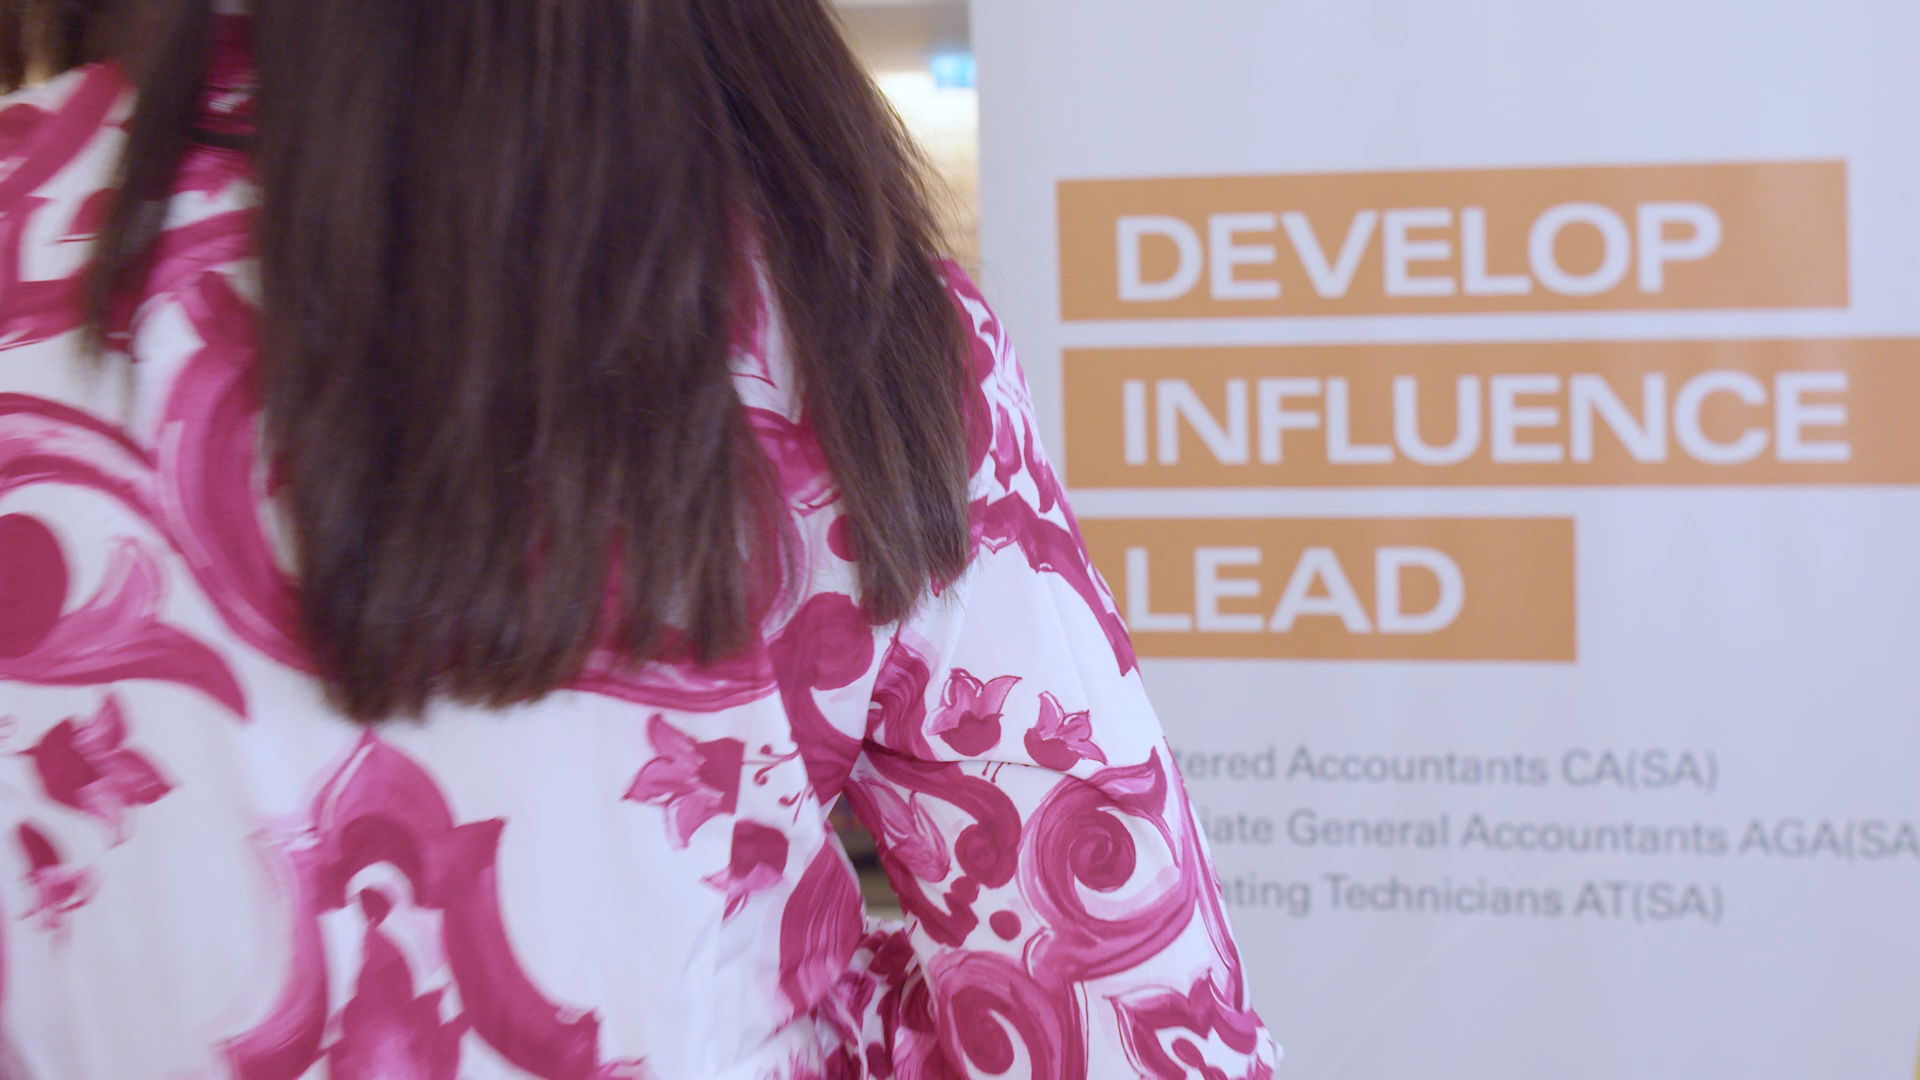 DEVELOP
INFLUENCE
LEAD
tered Accountants CA(SA)
iate General Accountants AGA(SA
ting Technicians AT(SA)